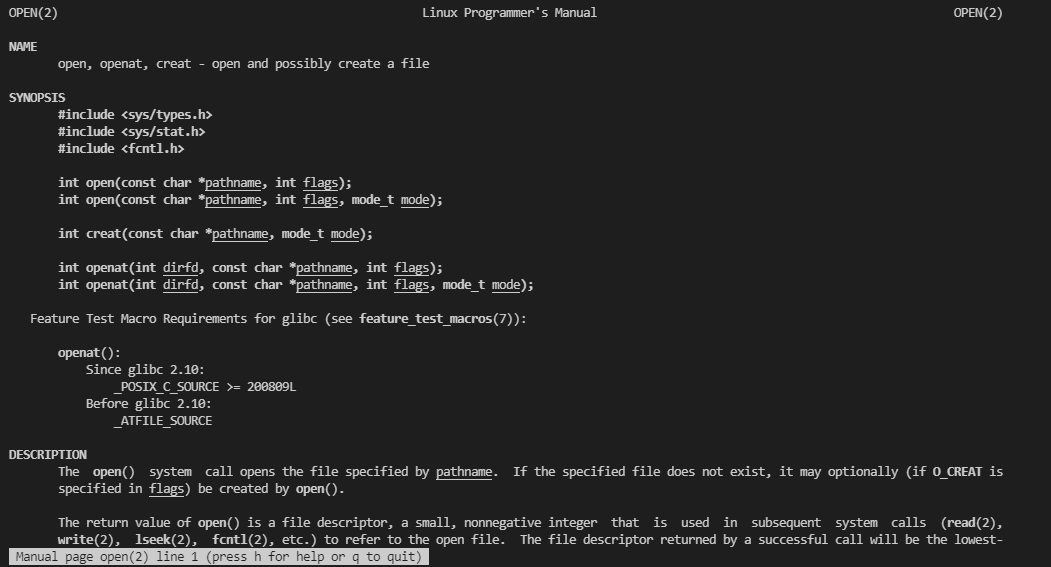 OPEN(2) Linux Programmer's Manual OPEN(2)
NAME
open, openat, creat - open and possibly create a file
SYNOPSIS
#include <sys/types.h>
#include <sys/stat.h>
#include <fcntl.h>
int open(const char *pathname, int flags);
int open(const char *pathname, int flags, mode_t mode);
int creat(const char *pathname, mode_t mode);
int openat(int dirfd, const char *pathname, int flags);
int openat(int dirfd, const char *pathname, int flags, mode_t mode);
Feature Test Macro Requirements for glibc (see feature_test_macros(7)):
openat():
Since glibc 2.10:
_POSIX_C_SOURCE >= 200809L
Before glibc 2.10:
_ATFILE_SOURCE
DESCRIPTION
The open() system call opens the file specified by pathname. If the specified file does not exist, it may optionally (if O_CREAT is
specified in flags) be created by open().
The return value of open() is a file descriptor, a small, nonnegative integer that is used in subsequent system calls (read(2),
write(2), lseek(2), fcntl(2), etc.) to refer to the open file. The file descriptor returned by a successful call will be the lowest-
Manual page open(2) line 1 (press h for help or q to quit)